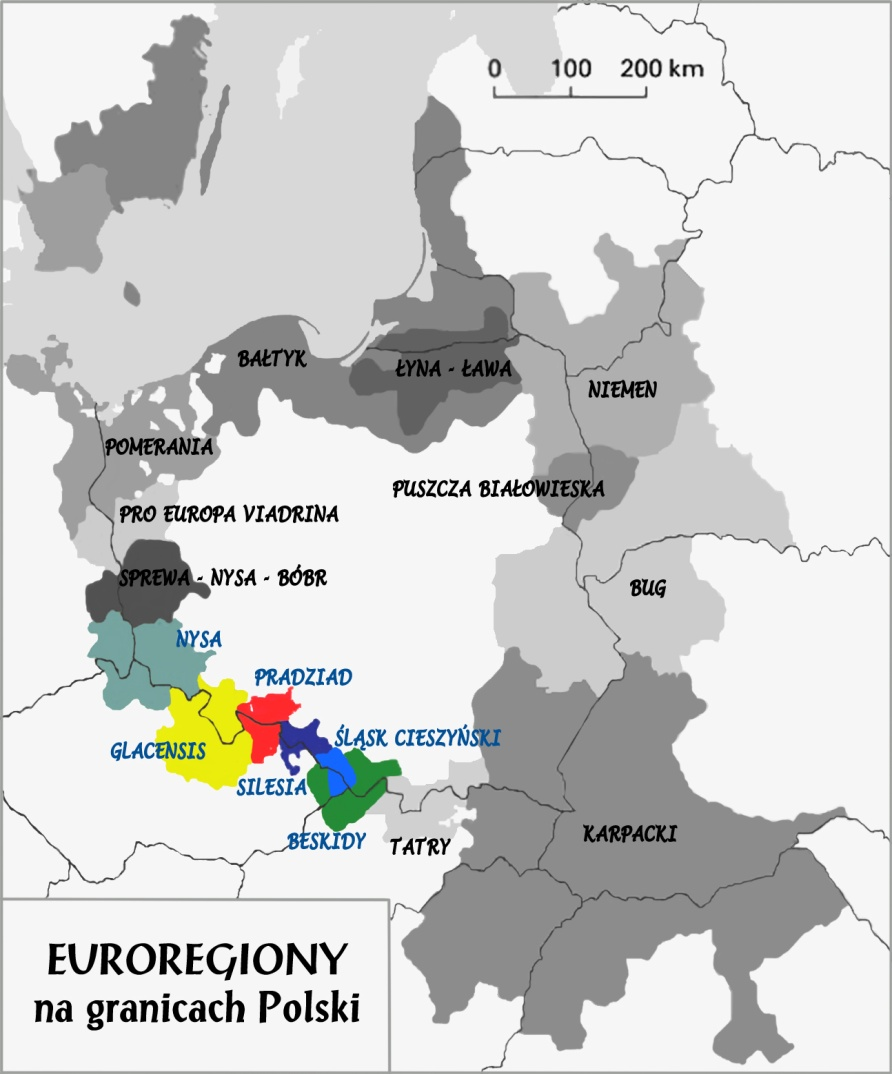 0 100 200 km
BAŁTYK
ŁYNA - ŁAWA
NIEMEN
POMERANIA
PUSZCZA BIAŁOWIESKA
PRO EUROPA VIADRINA
SPREWA - NYSA - BÓBR
BUG
NYSA
PRADZIAD
ŚLĄSK CIESZYŃSKI
GLACENSIS
SILESIA
BESKIDY
TATRY
KARPACKI
EUROREGIONY
na granicach Polski